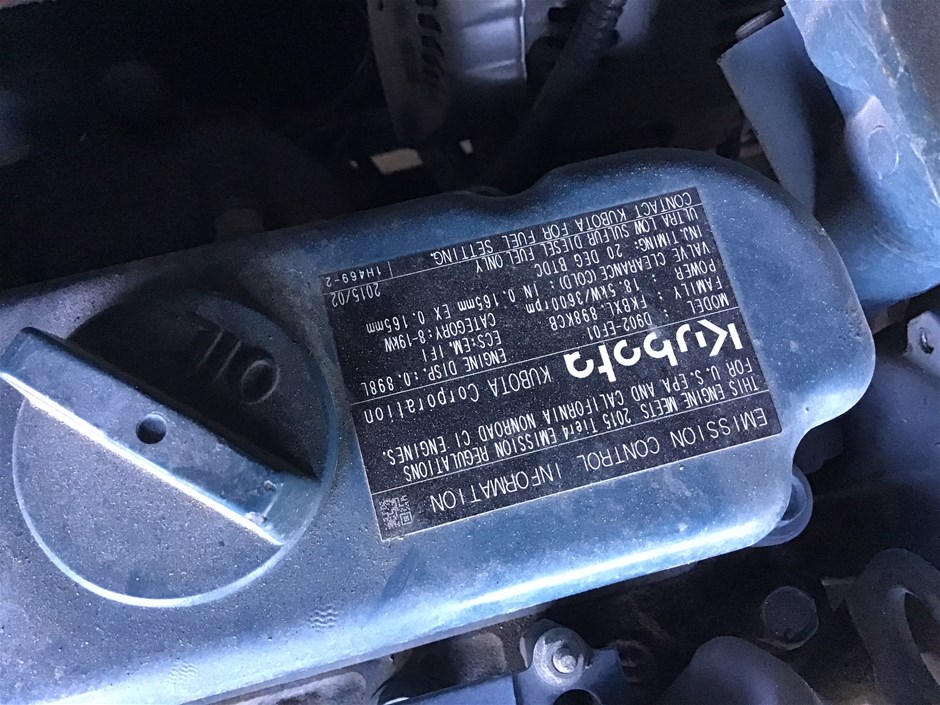 EMISSION CONTROL INFORMATION
THIS ENGINE MEETS 2015 Tier4 EMISSION REGULATIONS
FOR U.S. EPA AND CALIFORNIA NONROAD CI ENGINES.
Kubota KUBOTA Corporation
MODEL : D902-EF01 ENGINE DISP.:0.898L
FAMILY : FKBXL.898KCB ECS:EM, IFI
POWER : 18.5kW/3600rpm CATEGORY:8-19kW
VALVE CLEARANCE(COLD): IN 0.165mm EX 0.165mm
INJ.TIMING: 20 DEG BTDC
ULTRA LOW SULFUR DIESEL FUEL ONLY 2015/02
CONTACT KUBOTA FOR FUEL SETTING. 1H469-2
OIL